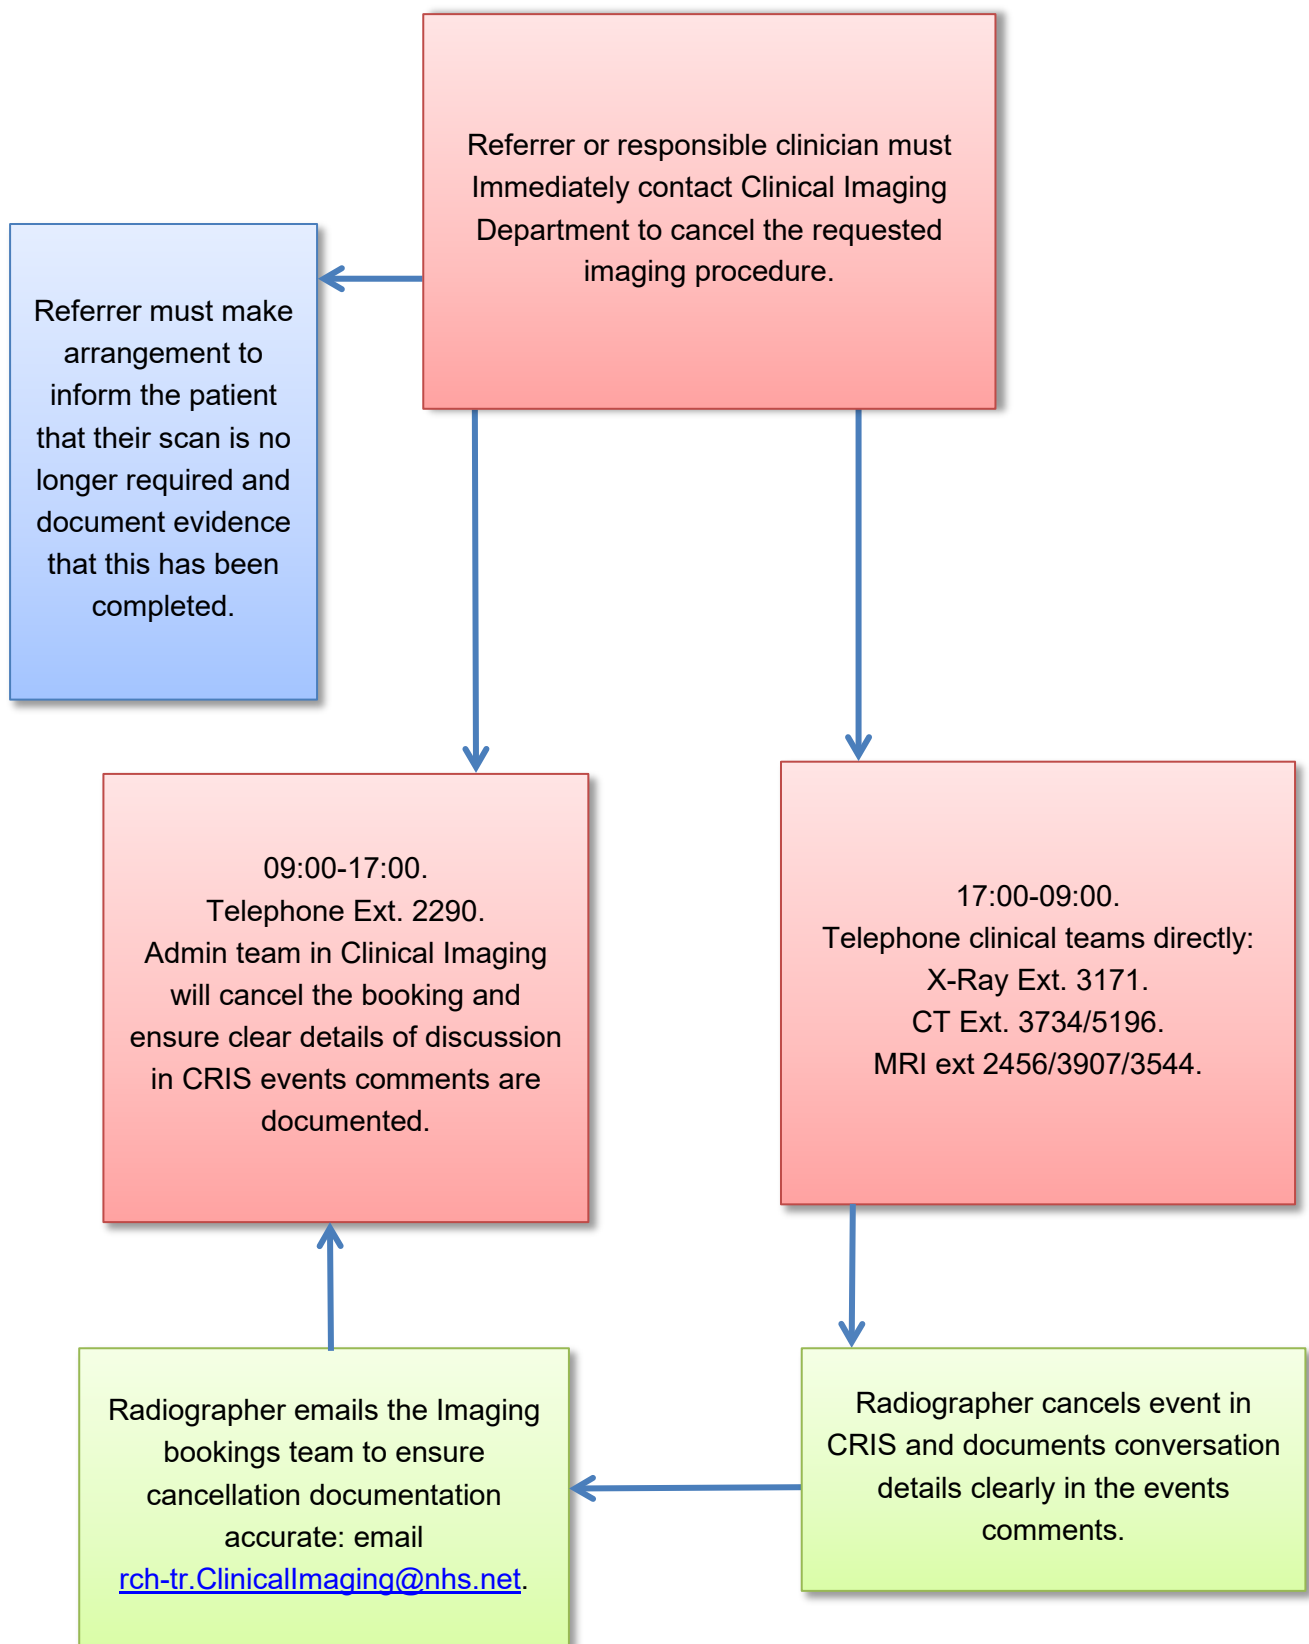 Referrer or responsible clinician must
Immediately contact Clinical Imaging
Department to cancel the requested
imaging procedure.
Referrer must make
arrangement to
inform the patient
that their scan is no
longer required and
document evidence
that this has been
completed.
09:00-17:00.
Telephone Ext. 2290.
Admin team in Clinical Imaging
will cancel the booking and
ensure clear details of discussion
in CRIS events comments are
documented.
17:00-09:00.
Telephone clinical teams directly:
X-Ray Ext. 3171.
CT Ext. 3734/5196.
MRI ext 2456/3907/3544.
Radiographer cancels event in
CRIS and documents conversation
details clearly in the events
comments.
Radiographer emails the Imaging
bookings team to ensure
cancellation documentation
accurate: email
rch-tr.ClinicalImaging@nhs.net.